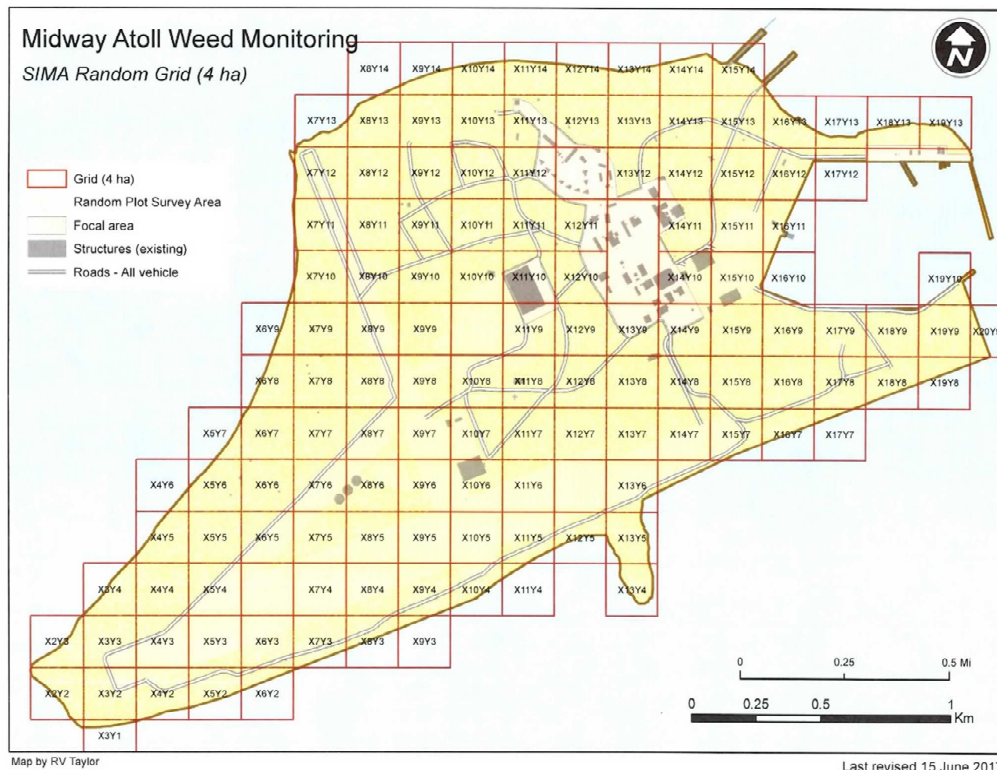 Midway Atoll Weed Monitoring
SIMA Random Grid (4 ha)
N
Grid (4 ha)
Random Plot Survey Area
Focal area
Structures (existing)
Roads - All vehicle
X8Y14 X9Y14 X10Y14 X11Y14 X12Y14 X13Y14 X14Y14 X15Y14
X7Y13 X8Y13 X9Y13 X10Y13 X11Y13 X12Y13 X13Y13 X14Y13 X15Y13 X16Y13 X17Y13 X18Y13 X19Y13
X7Y12 X8Y12 X9Y12 X10Y12 X11Y12 X13Y12 X14Y12 X15Y12 X16Y12 X17Y12
X7Y11 X8Y11 X9Y11 X10Y11 X11Y11 X12Y11 X14Y11 X15Y11 X16Y11
X7Y10 X8Y10 X9Y10 X10Y10 X11Y10 X12Y10 X14Y10 X15Y10 X16Y10 X19Y10
X6Y9 X7Y9 X8Y9 X9Y9 X11Y9 X12Y9 X13Y9 X14Y9 X15Y9 X16Y9 X17Y9 X18Y9 X19Y9
X6Y8 X7Y8 X8Y8 X9Y8 X10Y8 X11Y8 X12Y8 X13Y8 X14Y8 X15Y8 X16Y8 X17Y8 X18Y8 X19Y8
X5Y7 X6Y7 X7Y7 X8Y7 X9Y7 X10Y7 X11Y7 X12Y7 X13Y7 X14Y7 X15Y7 X16Y7 X17Y7
X4Y6 X5Y6 X6Y6 X7Y6 X8Y6 X9Y6 X10Y6 X11Y6 X13Y6
X4Y5 X5Y5 X6Y5 X7Y5 X8Y5 X9Y5 X10Y5 X11Y5 X12Y5 X13Y5
X3Y4 X4Y4 X5Y4 X7Y4 X8Y4 X9Y4 X10Y4 X11Y4 X13Y4
X2Y3 X3Y3 X4Y3 X5Y3 X6Y3 X7Y3 X8Y3 X9Y3
X2Y2 X3Y2 X4Y2 X5Y2 X6Y2
X3Y1
0 0.25 0.5 Mi
0 0.25 0.5 1
Km
Map by RV Taylor
Last revised 15 June 201